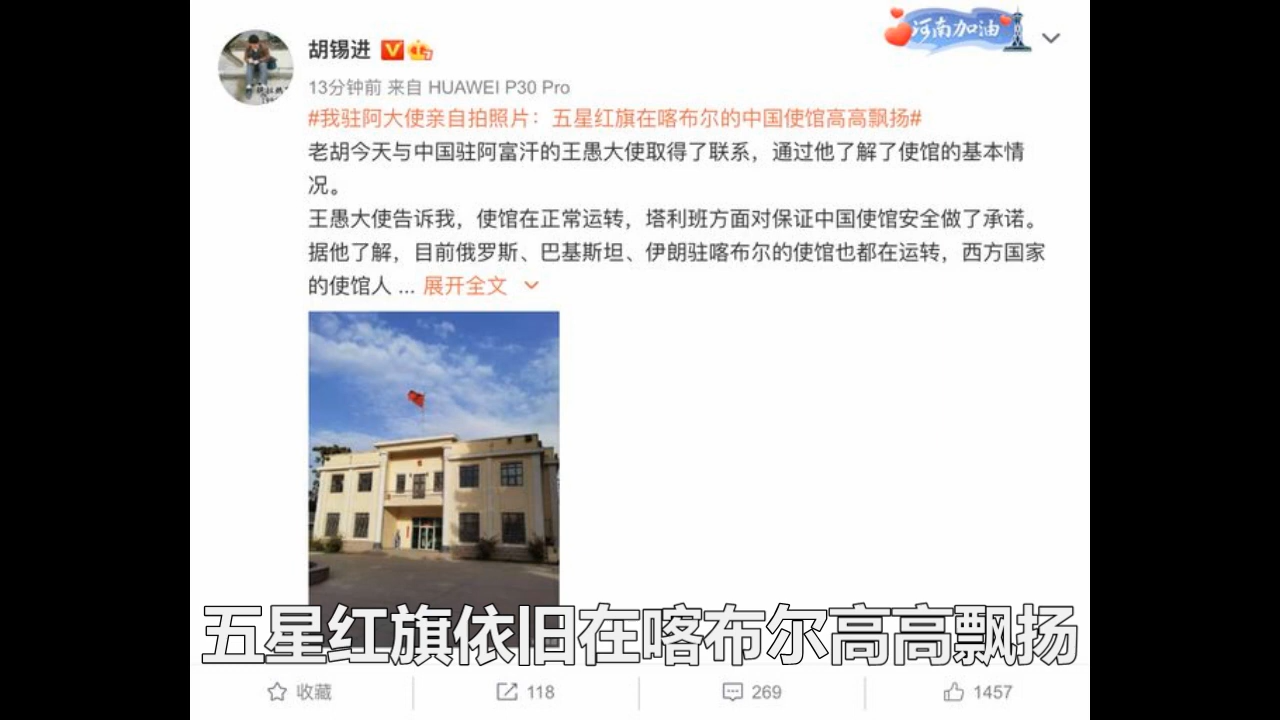 河南加油
胡锡进
13分钟前 来自 HUAWEI P30 Pro
#我驻阿大使亲自拍照片：五星红旗在喀布尔的中国使馆高高飘扬#
老胡今天与中国驻阿富汗的王愚大使取得了联系，通过他了解了使馆的基本情
况。
王愚大使告诉我，使馆在正常运转，塔利班方面对保证中国使馆安全做了承诺。
据他了解，目前俄罗斯、巴基斯坦、伊朗驻喀布尔的使馆也都在运转，西方国家
的使馆人 ... 展开全文
五星红旗依旧在喀布尔高高飘扬
收藏
118
269
1457